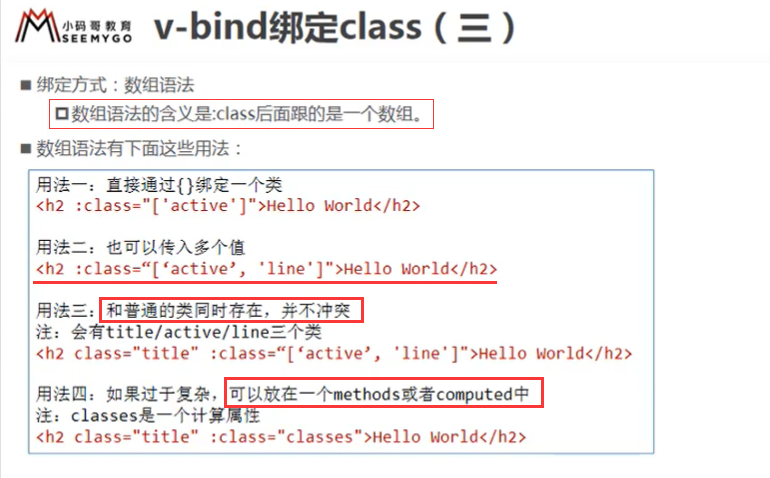 小码哥教育
SEEMYGO
v-bind绑定class（三）
■ 绑定方式：数组语法
数组语法的含义是:class后面跟的是一个数组。
■ 数组语法有下面这些用法：
用法一：直接通过{}绑定一个类
<h2 :class="['active']">Hello World</h2>
用法二：也可以传入多个值
<h2 :class=“[‘active’, 'line']">Hello World</h2>
用法三：和普通的类同时存在，并不冲突
注：会有title/active/line三个类
<h2 class="title" :class=“[‘active’, 'line']">Hello World</h2>
用法四：如果过于复杂，可以放在一个methods或者computed中
注：classes是一个计算属性
<h2 class="title" :class="classes">Hello World</h2>